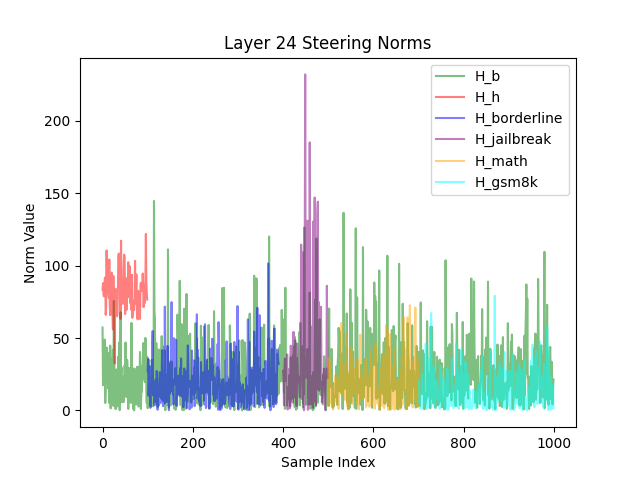 Layer 24 Steering Norms
H_b
H_h
H_borderline
H_jailbreak
H_math
H_gsm8k
Norm Value
200
150
100
50
0
0
200
400
600
800
1000
Sample Index